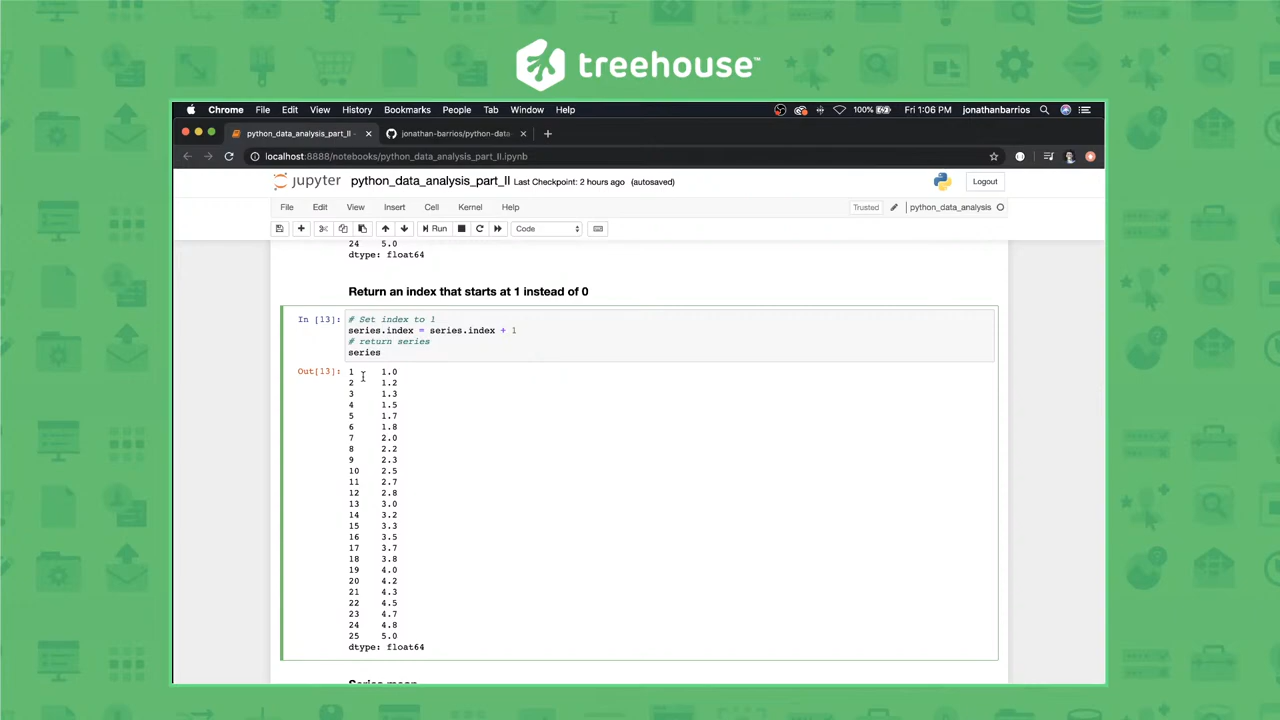 treehouse™
Chrome File Edit View History Bookmarks People Tab Window Help 100% Fri 1:06 PM jonathanbarrios
python_data_analysis_part_II - jonathan-barrios/python-data-
localhost:8888/notebooks/python_data_analysis_part_II.ipynb
jupyter python_data_analysis_part_II Last Checkpoint: 2 hours ago (autosaved) Logout
File Edit View Insert Cell Kernel Help Trusted python_data_analysis
Run Code
24 5.0
dtype: float64
Return an index that starts at 1 instead of 0
In [13]: # Set index to 1
series.index = series.index + 1
# return series
series
Out[13]: 1 1.0
2 1.2
3 1.3
4 1.5
5 1.7
6 1.8
7 2.0
8 2.2
9 2.3
10 2.5
11 2.7
12 2.8
13 3.0
14 3.2
15 3.3
16 3.5
17 3.7
18 3.8
19 4.0
20 4.2
21 4.3
22 4.5
23 4.7
24 4.8
25 5.0
dtype: float64
Series mean